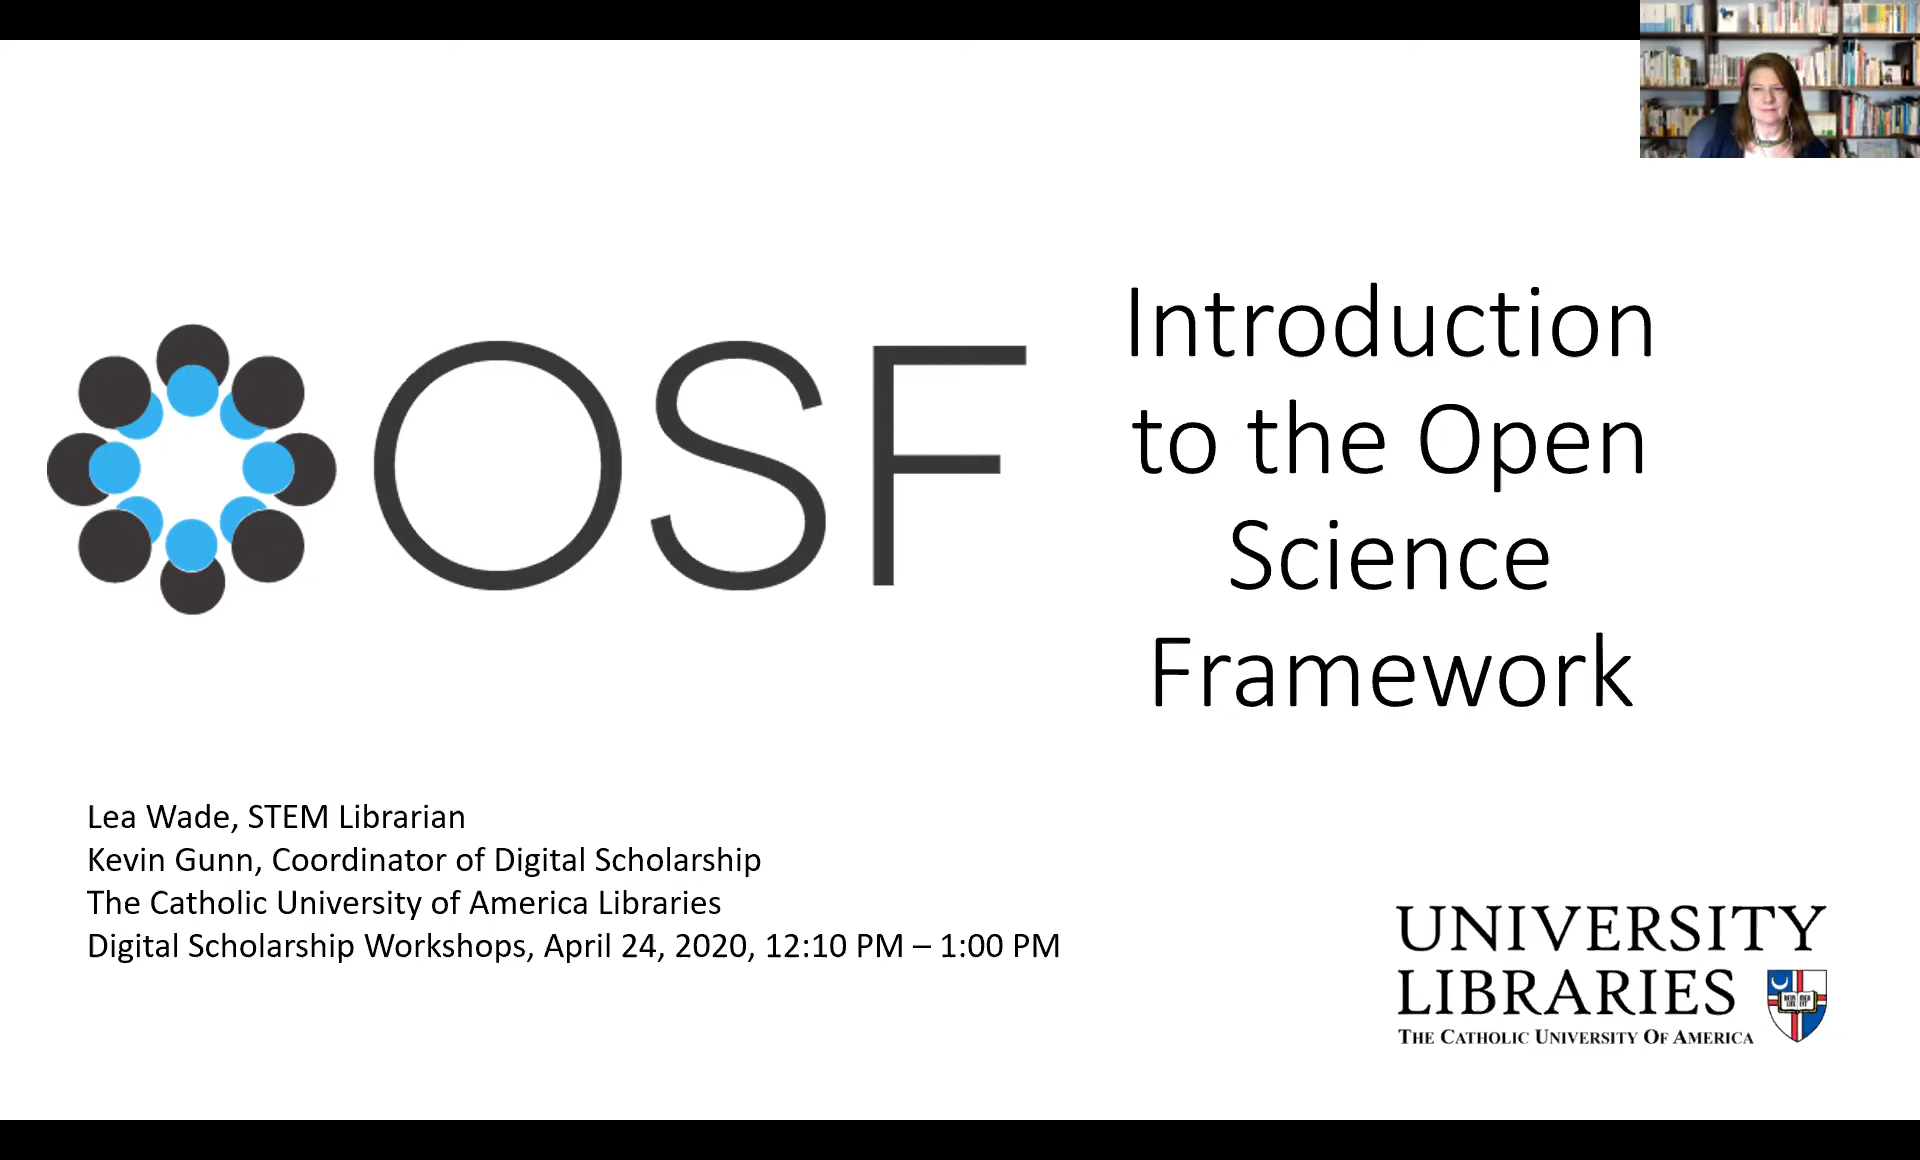 OSF
Introduction
to the Open
Science
Framework
Lea Wade, STEM Librarian
Kevin Gunn, Coordinator of Digital Scholarship
The Catholic University of America Libraries
Digital Scholarship Workshops, April 24, 2020, 12:10 PM – 1:00 PM
UNIVERSITY
LIBRARIES
THE CATHOLIC UNIVERSITY OF AMERICA